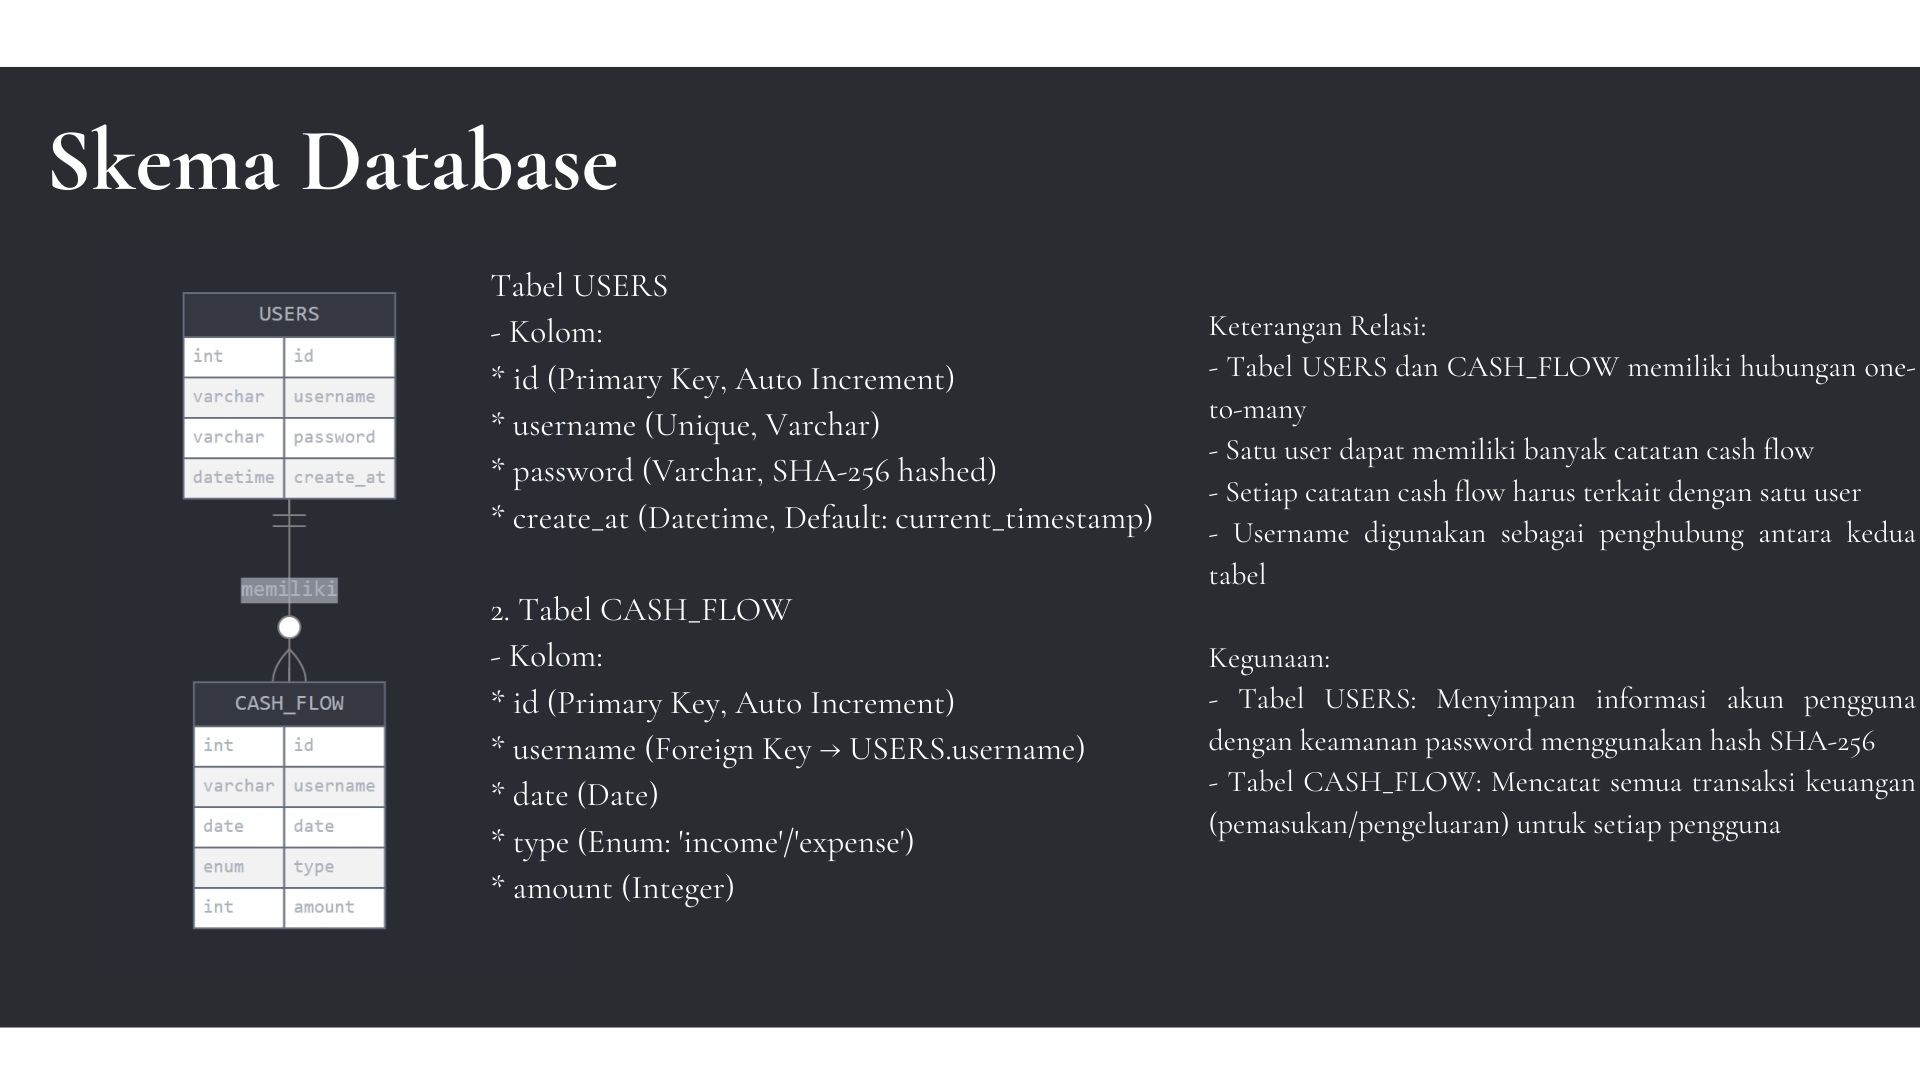 Skema Database
USERS
int id
varchar username
varchar password
datetime create_at
memiliki
CASH_FLOW
int id
varchar username
date date
enum type
int amount
Tabel USERS
- Kolom:
* id (Primary Key, Auto Increment)
* username (Unique, Varchar)
* password (Varchar, SHA-256 hashed)
* create_at (Datetime, Default: current_timestamp)
2. Tabel CASH_FLOW
- Kolom:
* id (Primary Key, Auto Increment)
* username (Foreign Key → USERS.username)
* date (Date)
* type (Enum: 'income'/'expense')
* amount (Integer)
Keterangan Relasi:
- Tabel USERS dan CASH_FLOW memiliki hubungan one-
to-many
- Satu user dapat memiliki banyak catatan cash flow
- Setiap catatan cash flow harus terkait dengan satu user
- Username digunakan sebagai penghubung antara kedua
tabel
Kegunaan:
- Tabel USERS: Menyimpan informasi akun pengguna
dengan keamanan password menggunakan hash SHA-256
- Tabel CASH_FLOW: Mencatat semua transaksi keuangan
(pemasukan/pengeluaran) untuk setiap pengguna